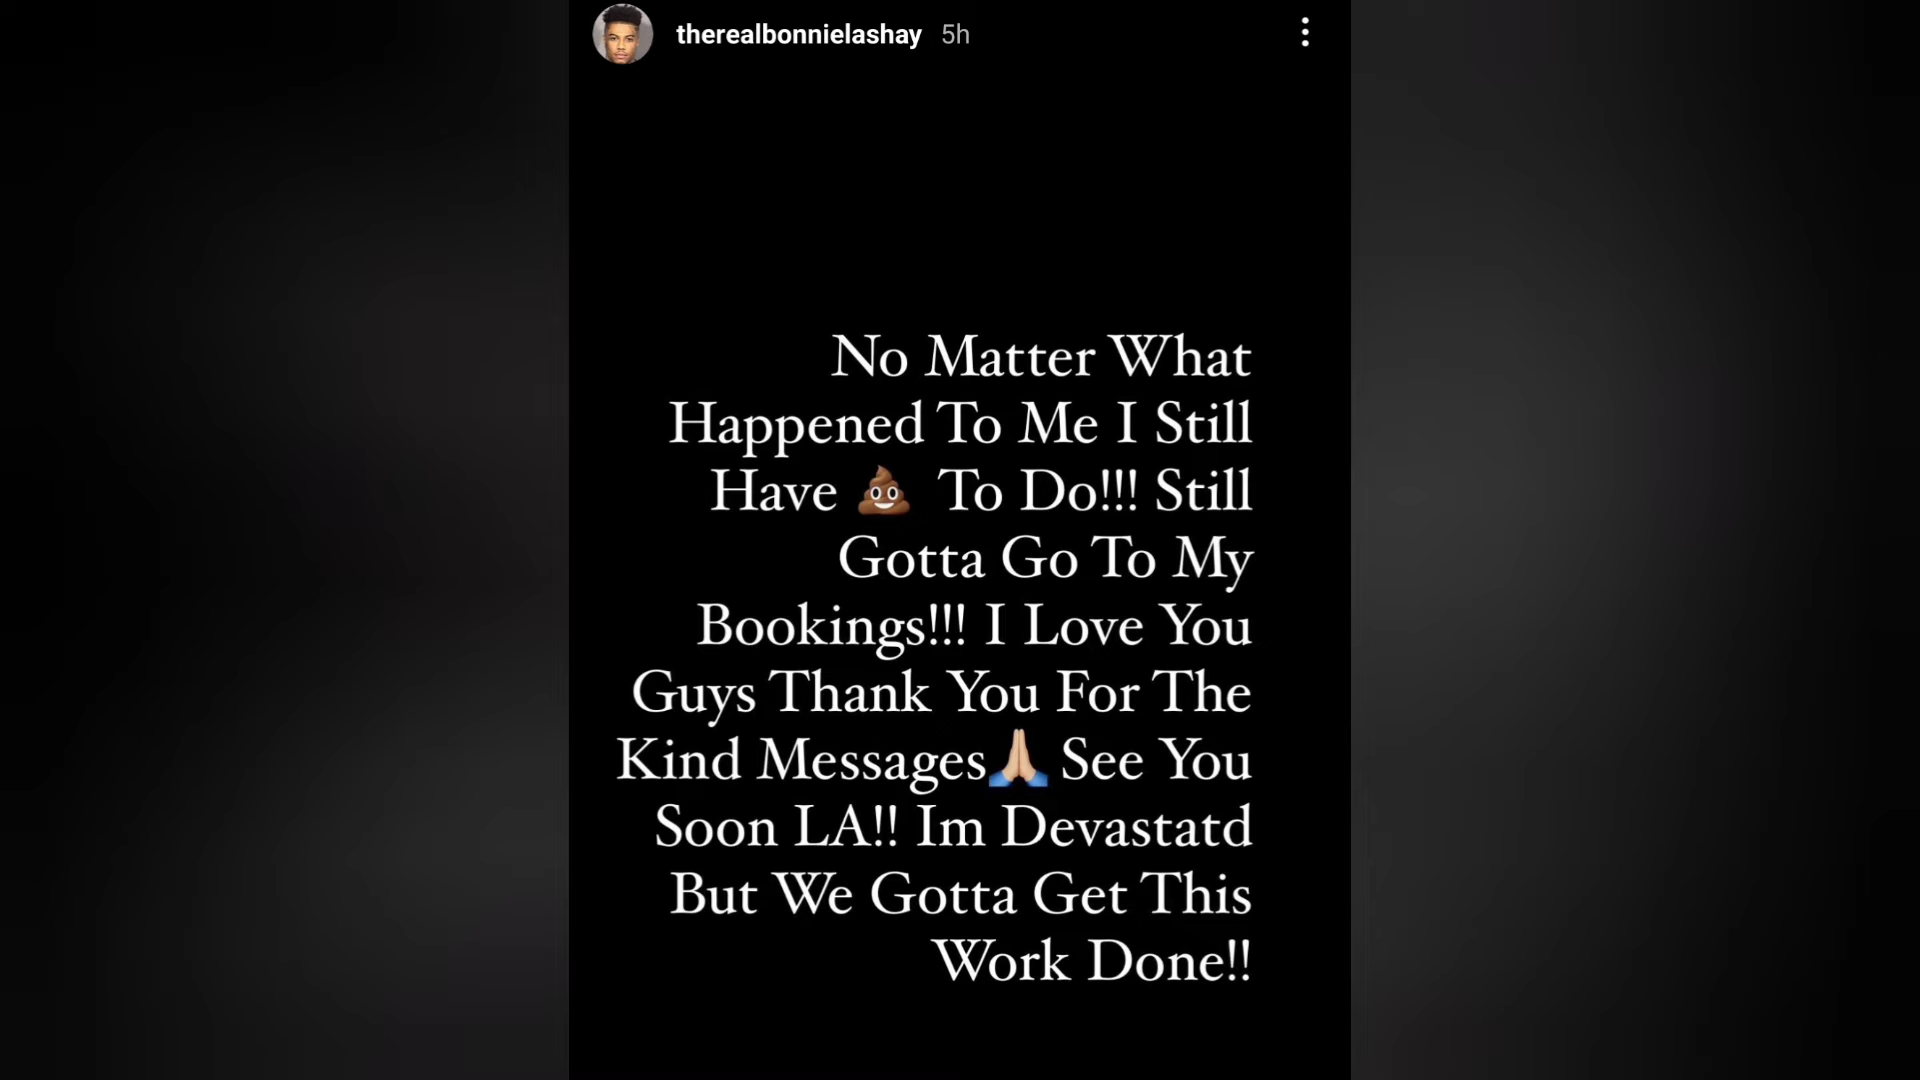 therealbonnielashay 5h
No Matter What
Happened To Me I Still
Have 💩 To Do!!! Still
Gotta Go To My
Bookings!!! I Love You
Guys Thank You For The
Kind Messages🙏🏼 See You
Soon LA!! Im Devastatd
But We Gotta Get This
Work Done!!